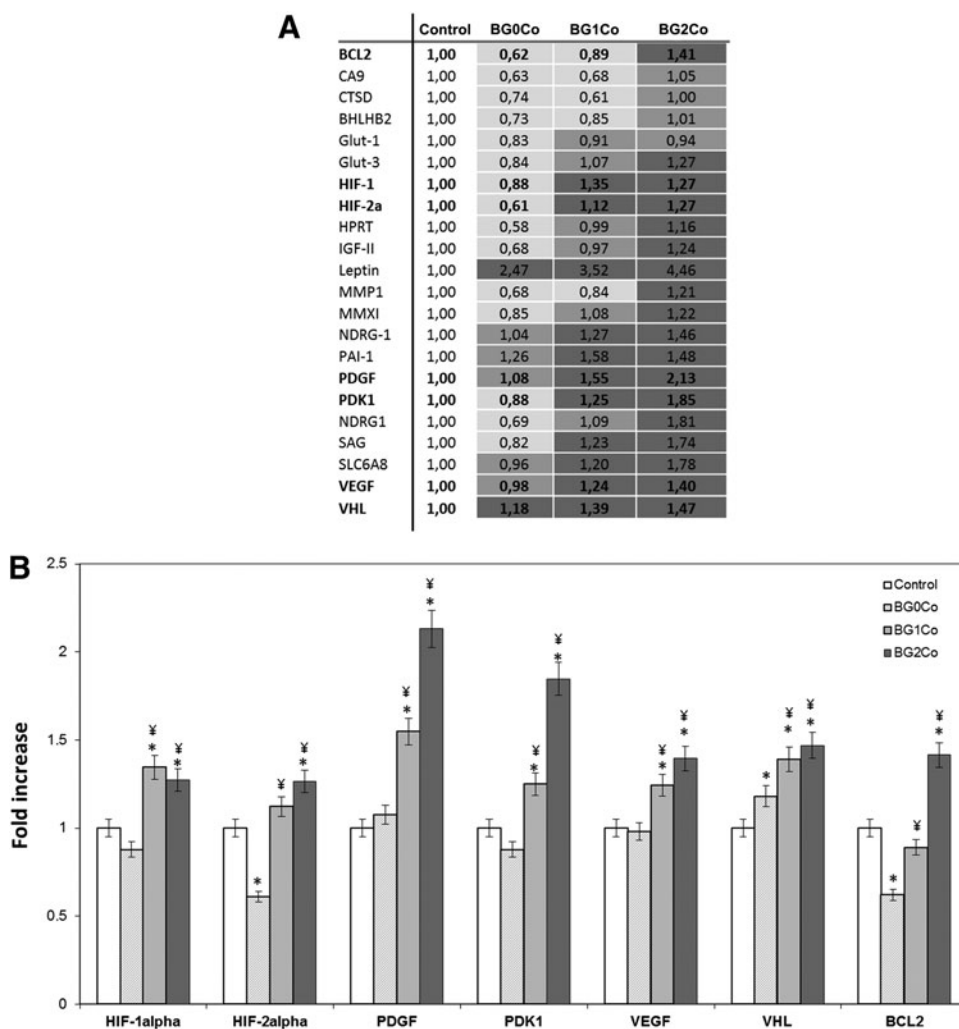 A
Control BG0Co BG1Co BG2Co
BCL2 1,00 0,62 0,89 1,41
CA9 1,00 0,63 0,68 1,05
CTSD 1,00 0,74 0,61 1,00
BHLHB2 1,00 0,73 0,85 1,01
Glut-1 1,00 0,83 0,91 0,94
Glut-3 1,00 0,84 1,07 1,27
HIF-1 1,00 0,88 1,35 1,27
HIF-2a 1,00 0,61 1,12 1,27
HPRT 1,00 0,58 0,99 1,16
IGF-II 1,00 0,68 0,97 1,24
Leptin 1,00 2,47 3,52 4,46
MMP1 1,00 0,68 0,84 1,21
MMXI 1,00 0,85 1,08 1,22
NDRG-1 1,00 1,04 1,27 1,46
PAI-1 1,00 1,26 1,58 1,48
PDGF 1,00 1,08 1,55 2,13
PDK1 1,00 0,88 1,25 1,85
NDRG1 1,00 0,69 1,09 1,81
SAG 1,00 0,82 1,23 1,74
SLC6A8 1,00 0,96 1,20 1,78
VEGF 1,00 0,98 1,24 1,40
VHL 1,00 1,18 1,39 1,47
B
Fold increase
2.5
2
1.5
1
0.5
0
Control
BG0Co
BG1Co
BG2Co
¥ * ¥ *
* ¥ ¥ *
¥ * ¥ *
¥ * ¥ *
¥ * ¥ *
* ¥ * ¥ *
* ¥ ¥ *
HIF-1alpha HIF-2alpha PDGF PDK1 VEGF VHL BCL2